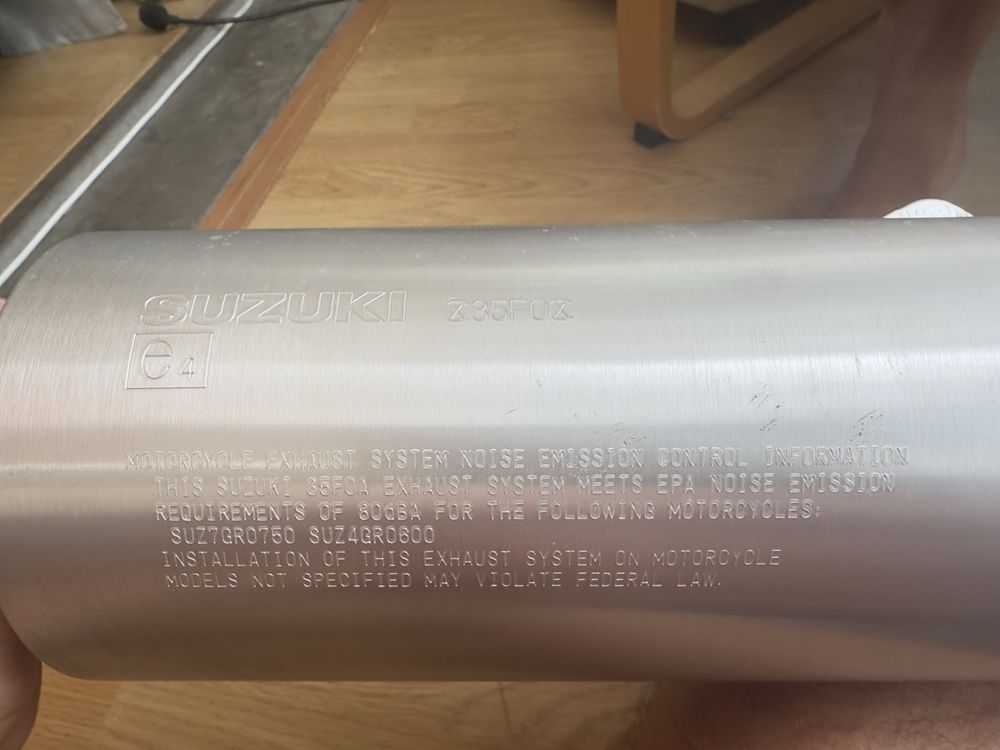 SUZUKI X35F0X
e4
MOTORCYCLE EXHAUST SYSTEM NOISE EMISSION CONTROL INFORMATION
THIS SUZUKI 35F0A EXHAUST SYSTEM MEETS EPA NOISE EMISSION
REQUIREMENTS OF 80dBA FOR THE FOLLOWING MOTORCYCLES:
SUZ7GR0750 SUZ4GR0600
INSTALLATION OF THIS EXHAUST SYSTEM ON MOTORCYCLE
MODELS NOT SPECIFIED MAY VIOLATE FEDERAL LAW.